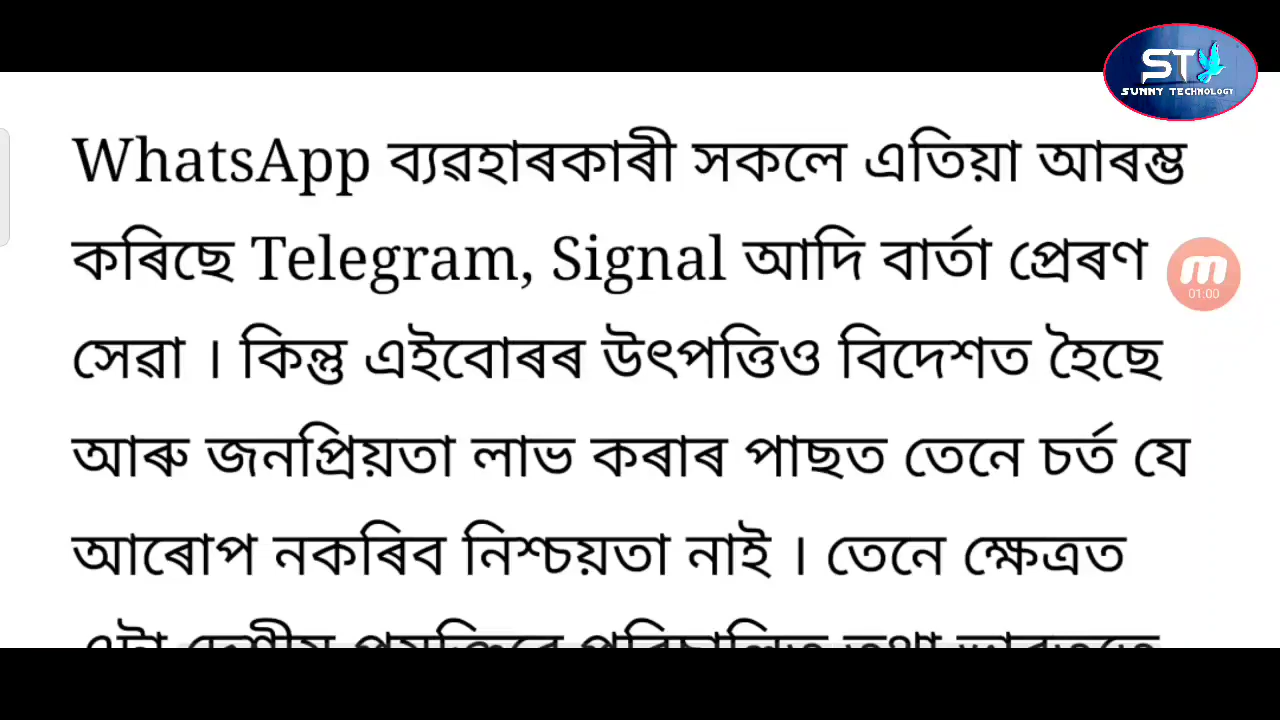 ST
SUNNY TECHNOLOGY
WhatsApp ব্যৱহাৰকাৰী সকলে এতিয়া আৰম্ভ
কৰিছে Telegram, Signal আদি বাৰ্তা প্ৰেৰণ
01:00
সেৱা । কিন্তু এইবোৰৰ উৎপত্তিও বিদেশত হৈছে
আৰু জনপ্ৰিয়তা লাভ কৰাৰ পাছত তেনে চৰ্ত যে
আৰোপ নকৰিব নিশ্চয়তা নাই । তেনে ক্ষেত্ৰত